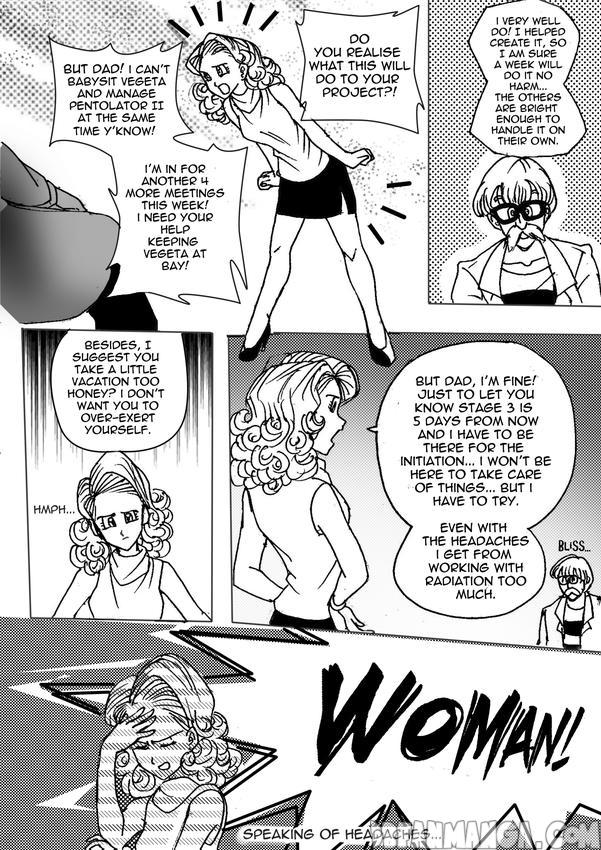 DO
YOU REALISE
WHAT THIS WILL
DO TO YOUR
PROJECT?!
BUT DAD! I CAN'T
BABYSIT VEGETA
AND MANAGE
PENTOLATOR II
AT THE SAME
TIME Y'KNOW!
I'M IN FOR
ANOTHER 4
MORE MEETINGS
THIS WEEK!
I NEED YOUR
HELP
KEEPING
VEGETA AT
BAY!
I VERY WELL
DO! I HELPED
CREATE IT, SO I
AM SURE
A WEEK WILL
DO IT NO
HARM...
THE OTHERS
ARE BRIGHT
ENOUGH TO
HANDLE IT ON
THEIR OWN.
BESIDES, I
SUGGEST YOU
TAKE A LITTLE
VACATION TOO
HONEY? I DON'T
WANT YOU TO
OVER-EXERT
YOURSELF.
HMPH...
BUT DAD, I'M FINE!
JUST TO LET YOU
KNOW STAGE 3 IS
5 DAYS FROM NOW
AND I HAVE TO BE
THERE FOR THE
INITIATION... I WON'T BE
HERE TO TAKE CARE
OF THINGS... BUT I
HAVE TO TRY.
EVEN WITH
THE HEADACHES
I GET FROM
WORKING WITH
RADIATION TOO
MUCH.
BLISS...
WOMAN!
SPEAKING OF HEADACHES...